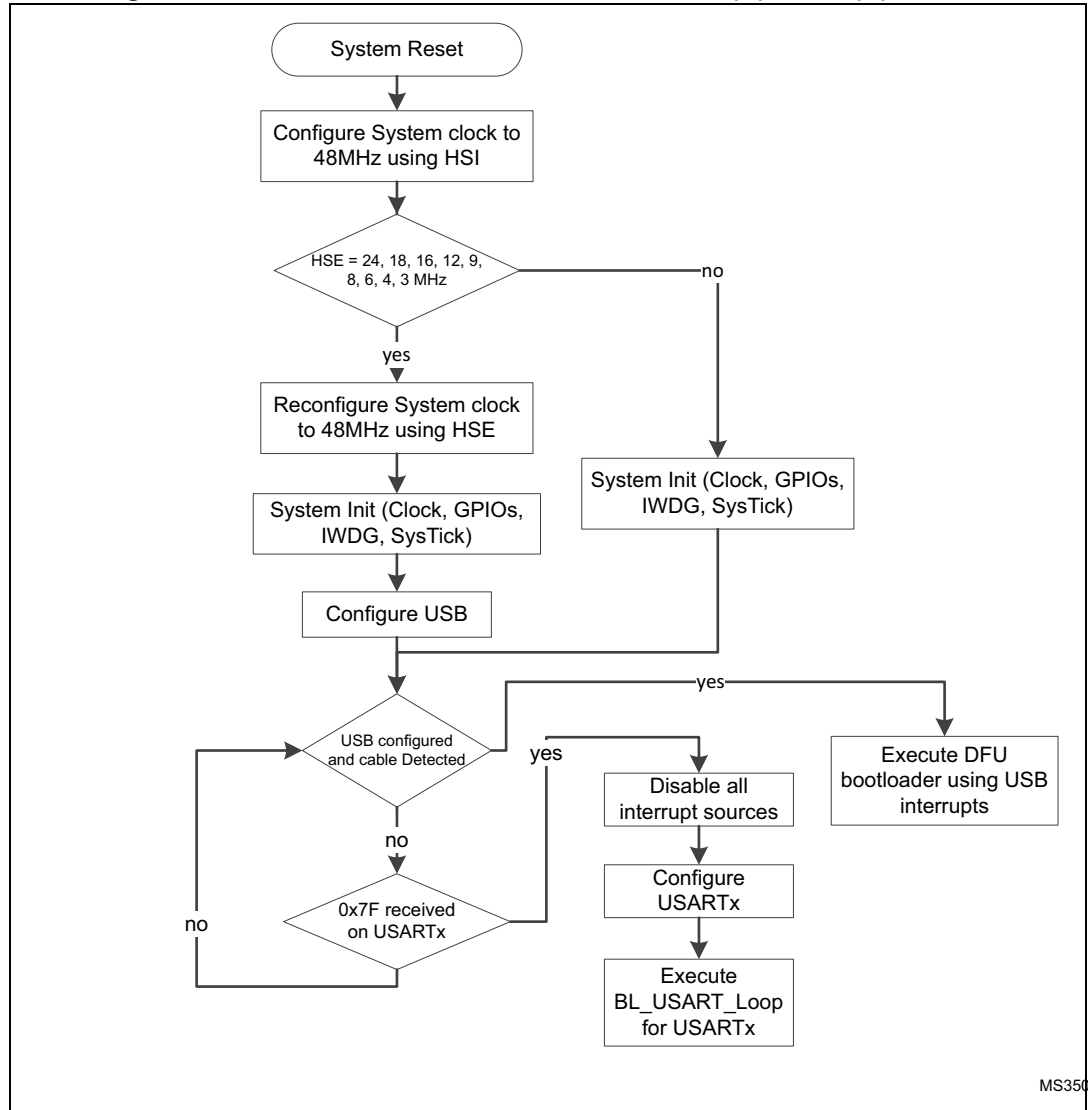 System Reset
Configure System clock to
48MHz using HSI
HSE = 24, 18, 16, 12, 9,
8, 6, 4, 3 MHz
no
yes
Reconfigure System clock
to 48MHz using HSE
System Init (Clock, GPIOs,
IWDG, SysTick)
System Init (Clock, GPIOs,
IWDG, SysTick)
Configure USB
yes
USB configured
and cable Detected
yes
Execute DFU
bootloader using USB
interrupts
Disable all
interrupt sources
no
Configure
USARTx
0x7F received
on USARTx
no
Execute
BL_USART_Loop
for USARTx
MS350